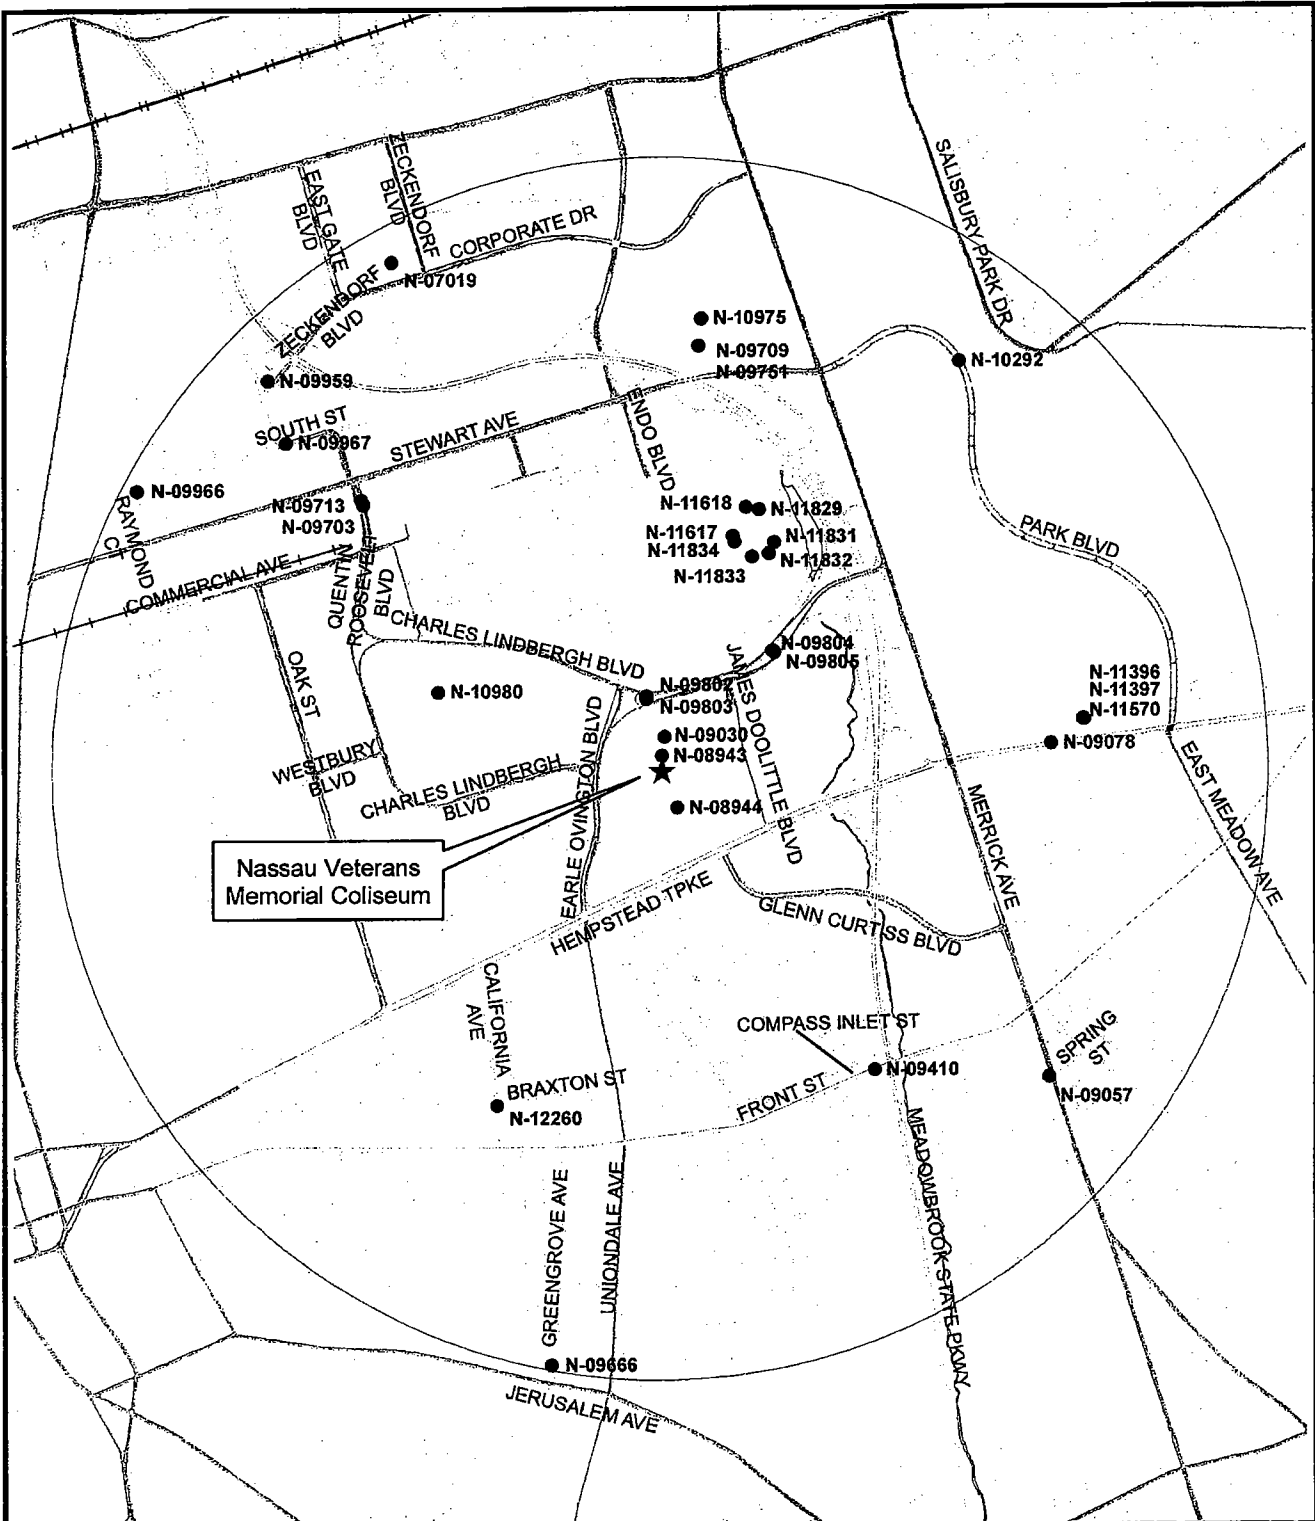 SALISBURY PARK DR
ZECKENDORF
BLVD
EAST GATE
BLVD
CORPORATE DR
N-07019
ZECKENDORF
BLVD
N-10975
N-09709
N-09751
N-10292
N-09959
SOUTH ST
N-09967
STEWART AVE
ENDO BLVD
N-09966
RAYMOND
CT
N-09713
N-09703
N-11618
N-11829
N-11617
N-11834
N-11831
N-11832
N-11833
PARK BLVD
COMMERCIAL AVE
QUENTIN
ROOSEVELT
BLVD
CHARLES LINDBERGH BLVD
N-09804
N-09805
OAK ST
N-10980
N-09802
N-09803
JAMES DOOLITTLE BLVD
N-11396
N-11397
N-11570
N-09078
N-09030
N-08943
WESTBURY
BLVD
CHARLES LINDBERGH
BLVD
EARLE OVINGTON BLVD
N-08944
MERRICK AVE
EAST MEADOW AVE
Nassau Veterans
Memorial Coliseum
HEMPSTEAD TPKE
GLENN CURTISS BLVD
CALIFORNIA
AVE
COMPASS INLET ST
SPRING
ST
N-09410
BRAXTON ST
N-12260
FRONT ST
N-09057
MEADOWBROOK STATE PKWY
GREENGROVE AVE
UNIONDALE AVE
N-09666
JERUSALEM AVE